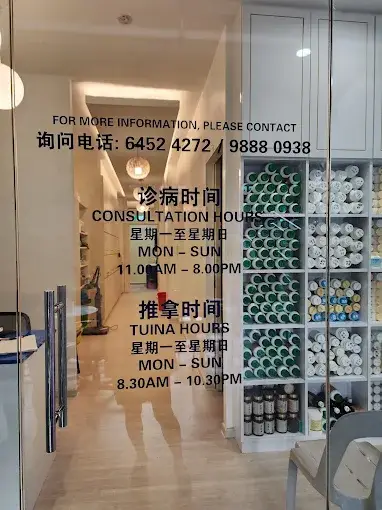 FOR MORE INFORMATION, PLEASE CONTACT
询问电话: 6452 4272 , 9888 0938
诊病时间
CONSULTATION HOURS
星期一至星期日
MON - SUN
11.00AM - 8.00PM
推拿时间
TUINA HOURS
星期一至星期日
MON - SUN
8.30AM - 10.30PM